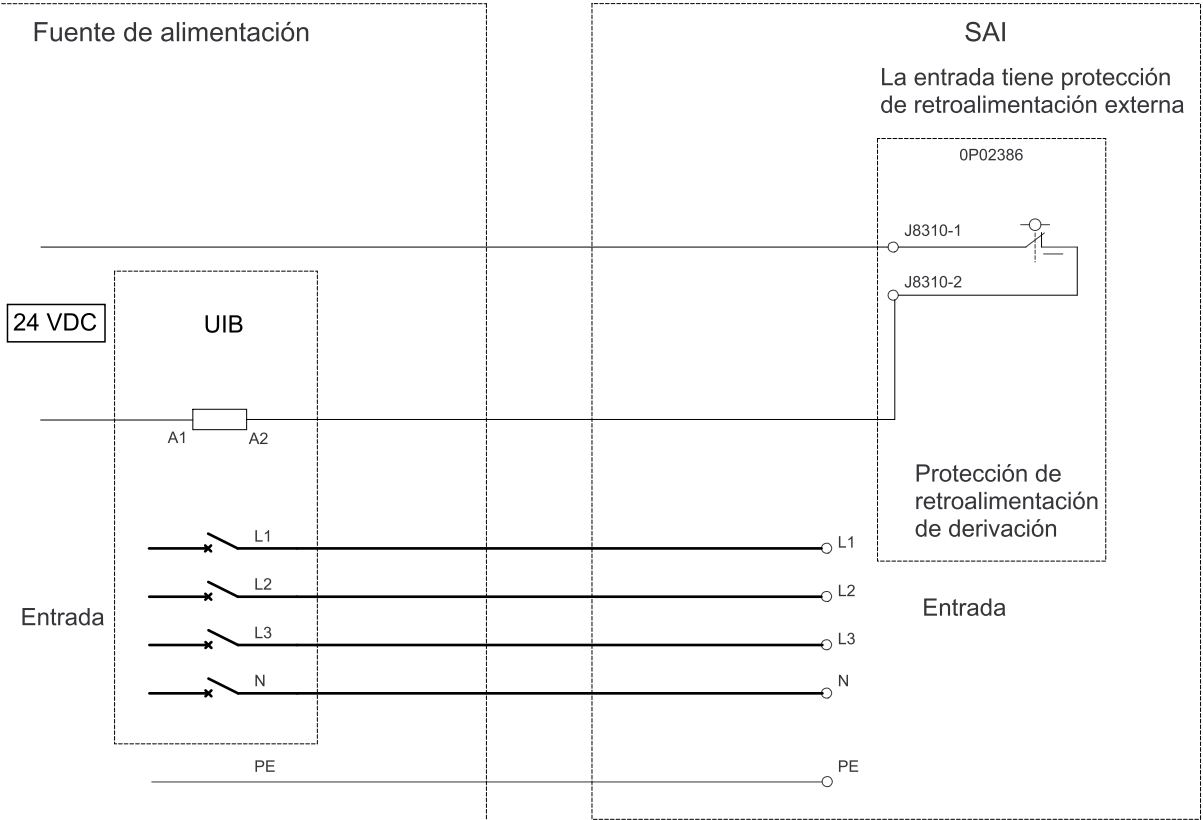 Fuente de alimentación
SAI
La entrada tiene protección
de retroalimentación externa
0P02386
J8310-1
J8310-2
24 VDC
UIB
A1
A2
Protección de
retroalimentación
de derivación
L1
L1
L2
L2
Entrada
Entrada
L3
L3
N
N
PE
PE